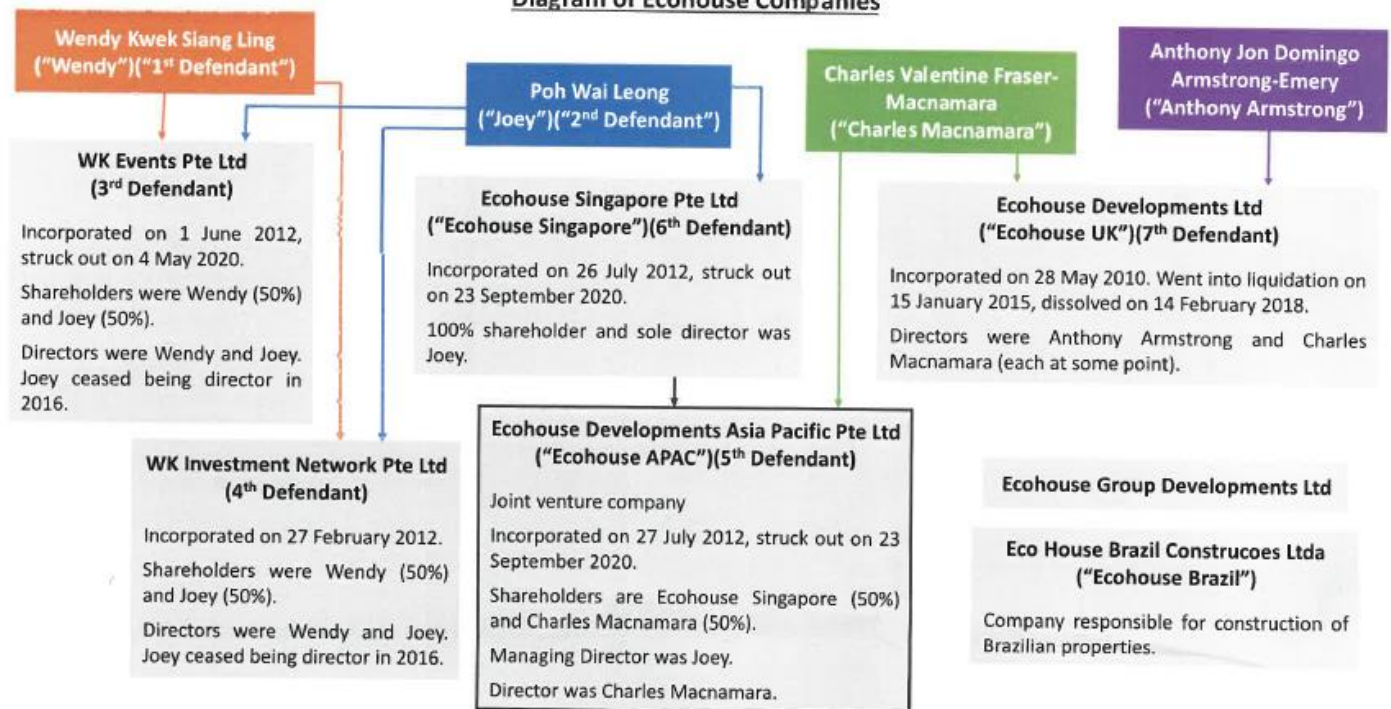 Diagram of Ecohouse Companies
Wendy Kwek Siang Ling
(“Wendy”)(“1st Defendant”)
Poh Wai Leong
(“Joey”)(“2nd Defendant”)
Charles Valentine Fraser-
Macnamara
(“Charles Macnamara”)
Anthony Jon Domingo
Armstrong-Emery
(“Anthony Armstrong”)
WK Events Pte Ltd
(3rd Defendant)
Incorporated on 1 June 2012,
struck out on 4 May 2020.
Shareholders were Wendy (50%)
and Joey (50%).
Directors were Wendy and Joey.
Joey ceased being director in
2016.
Ecohouse Singapore Pte Ltd
(“Ecohouse Singapore”)(6th Defendant)
Incorporated on 26 July 2012, struck out
on 23 September 2020.
100% shareholder and sole director was
Joey.
Ecohouse Developments Ltd
(“Ecohouse UK”)(7th Defendant)
Incorporated on 28 May 2010. Went into liquidation on
15 January 2015, dissolved on 14 February 2018.
Directors were Anthony Armstrong and Charles
Macnamara (each at some point).
WK Investment Network Pte Ltd
(4th Defendant)
Incorporated on 27 February 2012.
Shareholders were Wendy (50%)
and Joey (50%).
Directors were Wendy and Joey.
Joey ceased being director in 2016.
Ecohouse Developments Asia Pacific Pte Ltd
(“Ecohouse APAC”)(5th Defendant)
Joint venture company
Incorporated on 27 July 2012, struck out on 23
September 2020.
Shareholders are Ecohouse Singapore (50%)
and Charles Macnamara (50%).
Managing Director was Joey.
Director was Charles Macnamara.
Ecohouse Group Developments Ltd
Eco House Brazil Construcoes Ltda
(“Ecohouse Brazil”)
Company responsible for construction of
Brazilian properties.